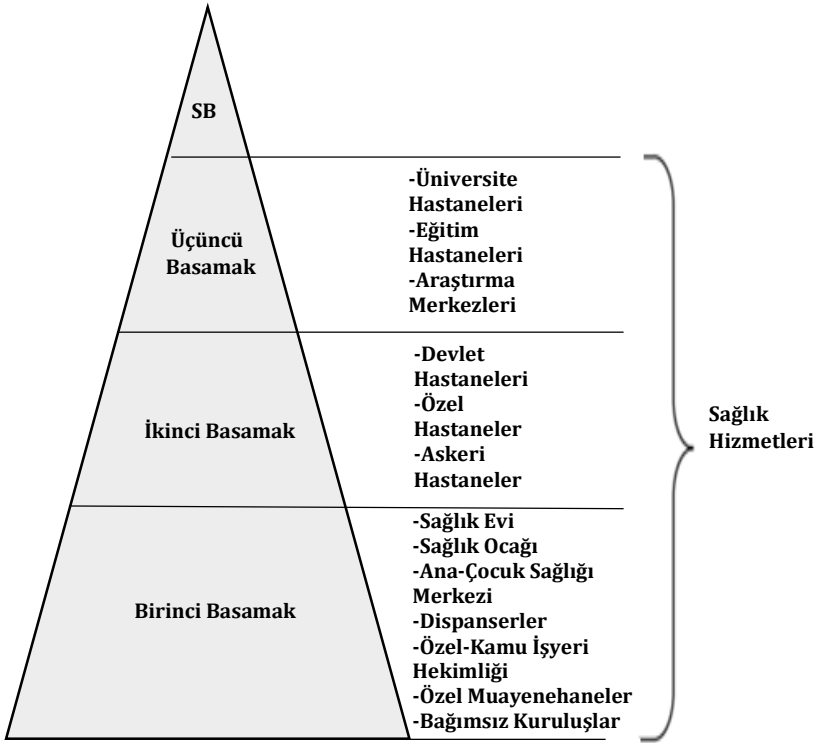 SB
Üçüncü
Basamak
-Üniversite
Hastaneleri
-Eğitim
Hastaneleri
-Araştırma
Merkezleri
İkinci Basamak
-Devlet
Hastaneleri
-Özel
Hastaneler
-Askeri
Hastaneler
Birinci Basamak
-Sağlık Evi
-Sağlık Ocağı
-Ana-Çocuk Sağlığı
Merkezi
-Dispanserler
-Özel-Kamu İşyeri
Hekimliği
-Özel Muayenehaneler
-Bağımsız Kuruluşlar
Sağlık
Hizmetleri